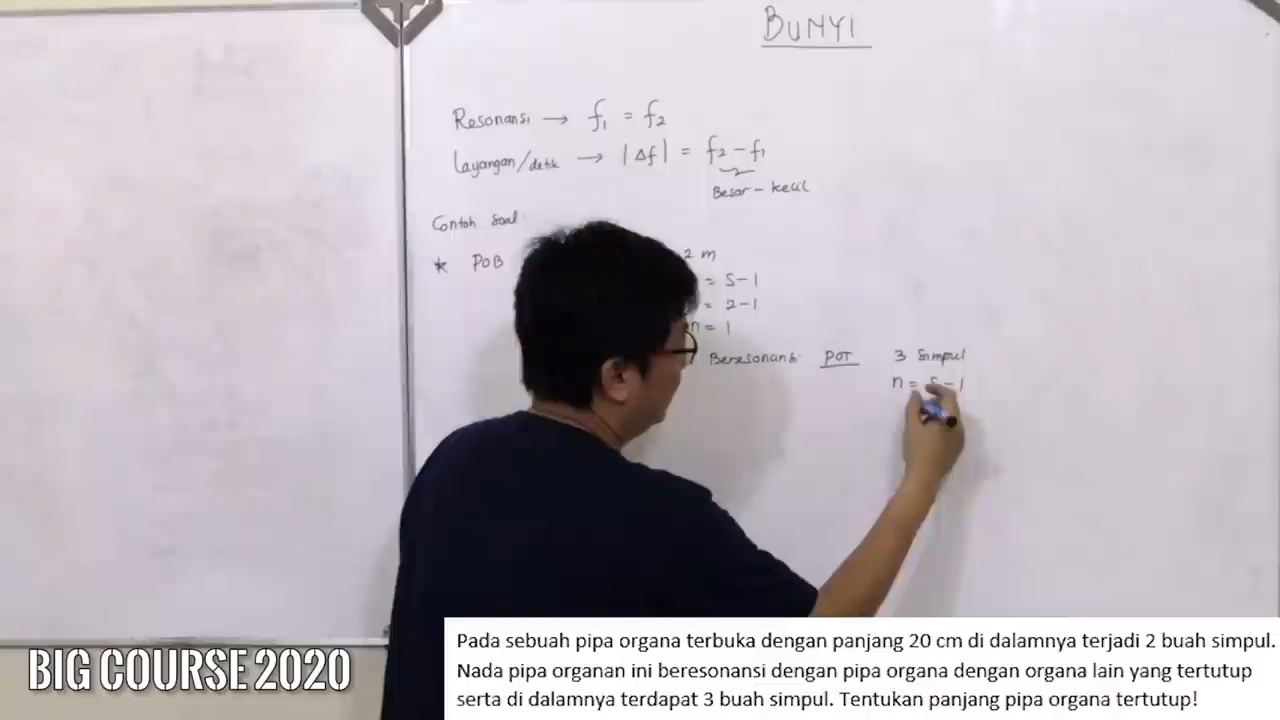 BUNYI
Resonansi → f₁ = f₂
Layangan/detik → |Δf| = f₂ - f₁
Besar - kecil
Contoh Soal
* POB 2 m
= S-1
= 2-1
n = 1
Beresonansi POT 3 Simpul
n = S-1
BIG COURSE 2020
Pada sebuah pipa organa terbuka dengan panjang 20 cm di dalamnya terjadi 2 buah simpul.
Nada pipa organan ini beresonansi dengan pipa organa dengan organa lain yang tertutup
serta di dalamnya terdapat 3 buah simpul. Tentukan panjang pipa organa tertutup!